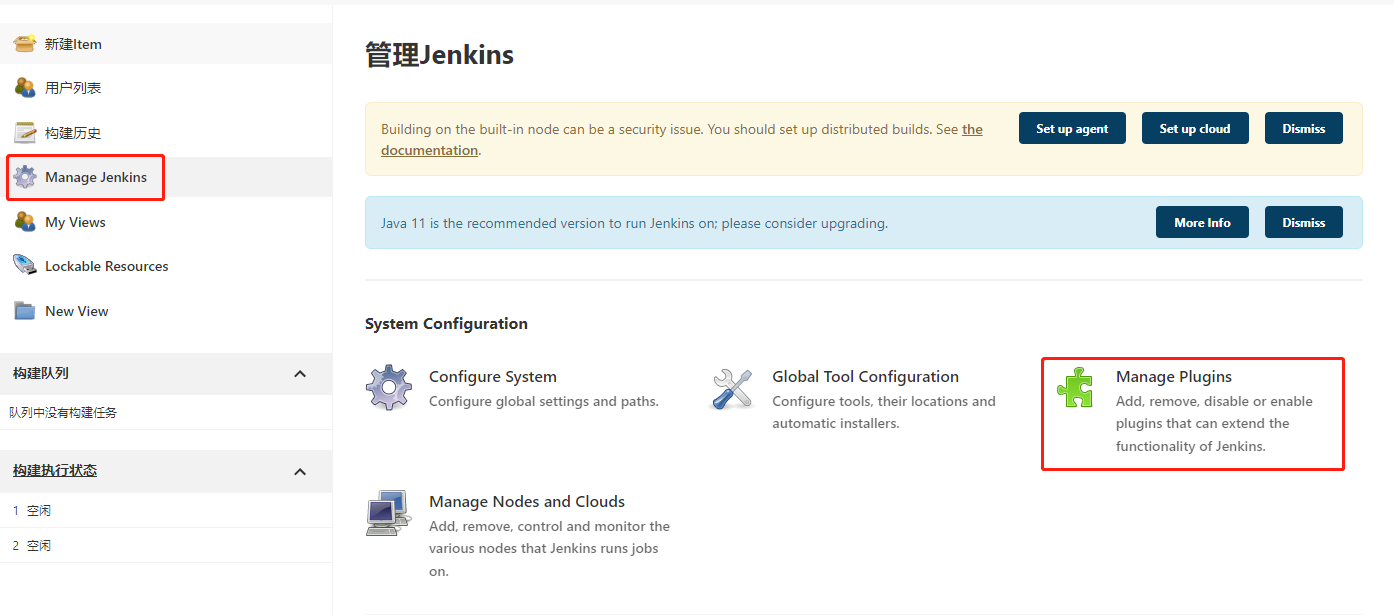 新建Item
用户列表
构建历史
Manage Jenkins
My Views
Lockable Resources
New View
构建队列
队列中没有构建任务
构建执行状态
1 空闲
2 空闲
管理Jenkins
Building on the built-in node can be a security issue. You should set up distributed builds. See the
documentation.
Set up agent
Set up cloud
Dismiss
Java 11 is the recommended version to run Jenkins on; please consider upgrading.
More Info
Dismiss
System Configuration
Configure System
Configure global settings and paths.
Global Tool Configuration
Configure tools, their locations and
automatic installers.
Manage Plugins
Add, remove, disable or enable
plugins that can extend the
functionality of Jenkins.
Manage Nodes and Clouds
Add, remove, control and monitor the
various nodes that Jenkins runs jobs
on.